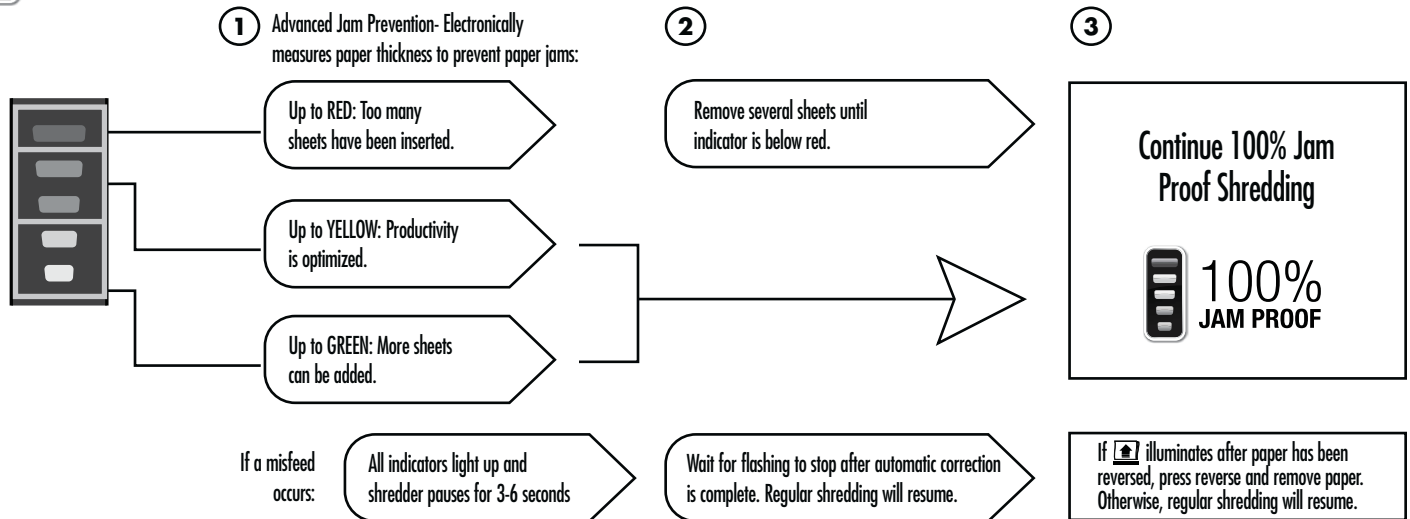 1
Advanced Jam Prevention- Electronically
measures paper thickness to prevent paper jams:
Up to RED: Too many
sheets have been inserted.
Up to YELLOW: Productivity
is optimized.
Up to GREEN: More sheets
can be added.
2
Remove several sheets until
indicator is below red.
3
Continue 100% Jam
Proof Shredding
100%
JAM PROOF
If a misfeed
occurs:
All indicators light up and
shredder pauses for 3-6 seconds
Wait for flashing to stop after automatic correction
is complete. Regular shredding will resume.
If illuminates after paper has been
reversed, press reverse and remove paper.
Otherwise, regular shredding will resume.